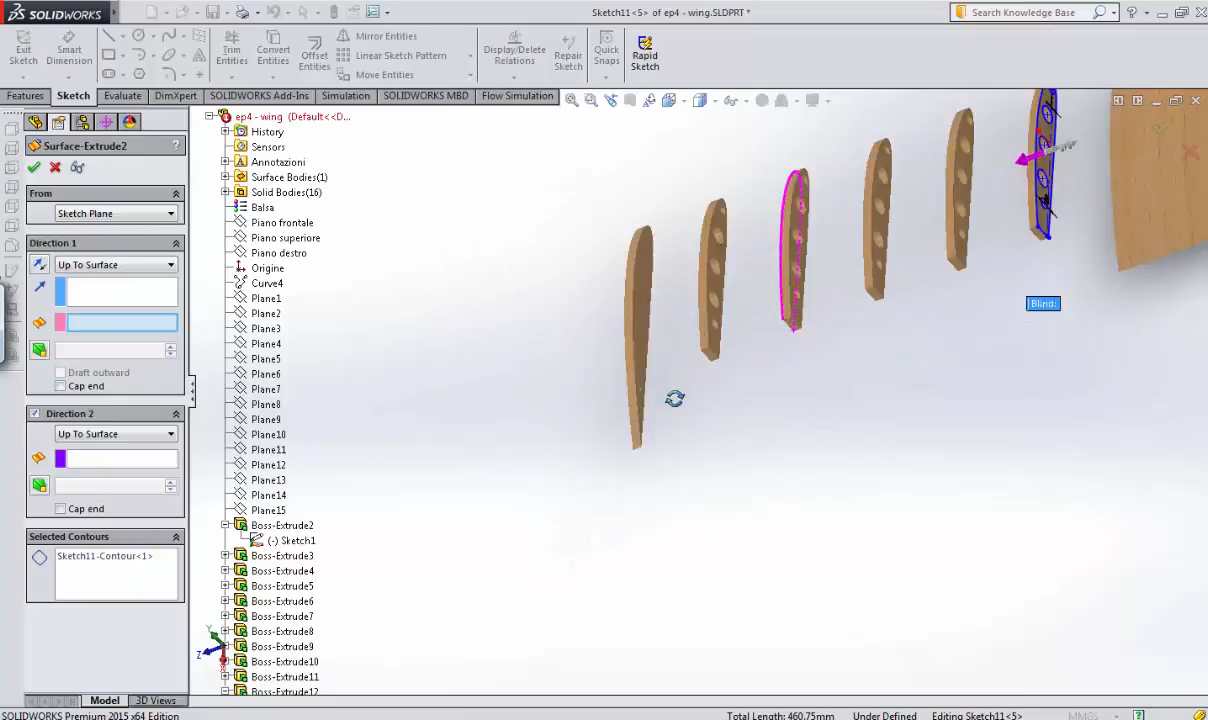 SOLIDWORKS
Sketch11<5> of ep4 - wing.SLDPRT *
Search Knowledge Base
Exit Sketch
Smart Dimension
Trim Entities
Convert Entities
Offset Entities
Mirror Entities
Linear Sketch Pattern
Move Entities
Display/Delete Relations
Repair Sketch
Quick Snaps
Rapid Sketch
Features
Sketch
Evaluate
DimXpert
SOLIDWORKS Add-Ins
Simulation
SOLIDWORKS MBD
Flow Simulation
Surface-Extrude2
?
From
Sketch Plane
Direction 1
Up To Surface
Draft outward
Cap end
Direction 2
Up To Surface
Cap end
Selected Contours
Sketch11-Contour<1>
ep4 - wing (Default<<D...
History
Sensors
Annotazioni
Surface Bodies(1)
Solid Bodies(16)
Balsa
Piano frontale
Piano superiore
Piano destro
Origine
Curve4
Plane1
Plane2
Plane3
Plane4
Plane5
Plane6
Plane7
Plane8
Plane9
Plane10
Plane11
Plane12
Plane13
Plane14
Plane15
Boss-Extrude2
(-) Sketch1
Boss-Extrude3
Boss-Extrude4
Boss-Extrude5
Boss-Extrude6
Boss-Extrude7
Boss-Extrude8
Boss-Extrude9
Boss-Extrude10
Boss-Extrude11
Boss-Extrude12
Blind:
Y
Z
Model
3D Views
SOLIDWORKS Premium 2015 x64 Edition
Total Length: 460.75mm
Under Defined
Editing Sketch11<5>
MMGS